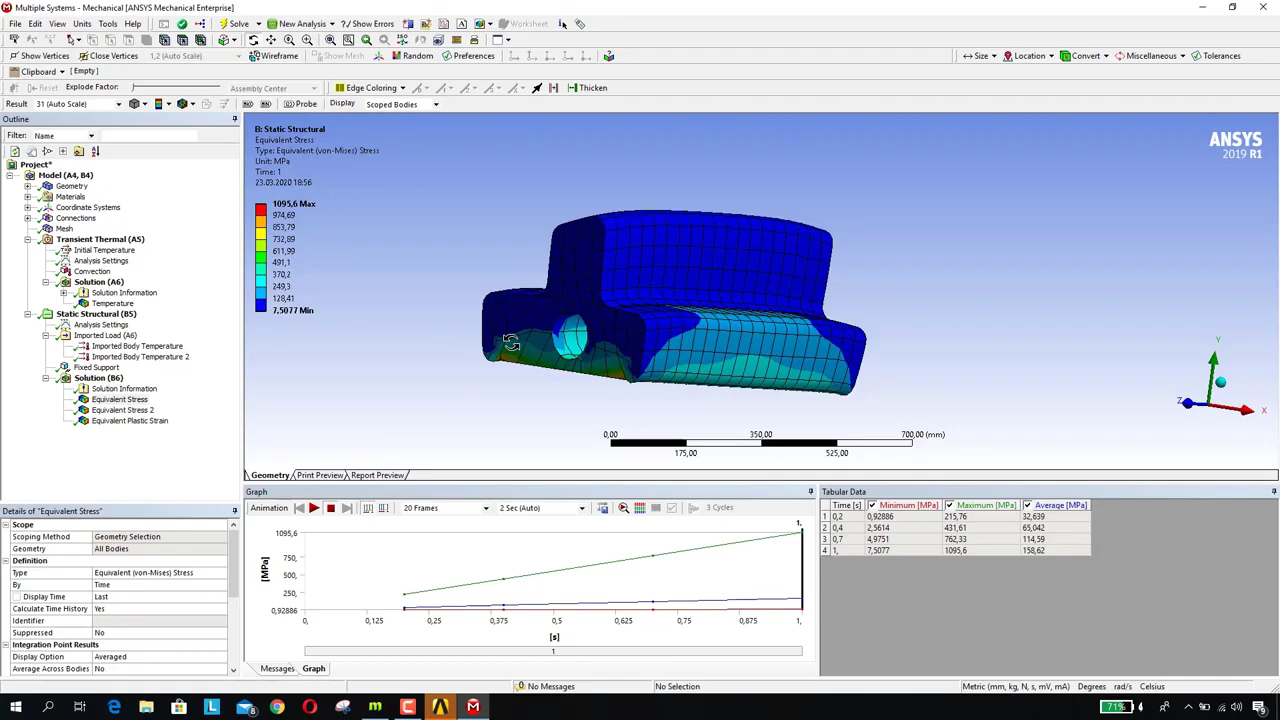 Multiple Systems - Mechanical [ANSYS Mechanical Enterprise]
File Edit View Units Tools Help Solve New Analysis ? Show Errors Worksheet
Show Vertices Close Vertices 1,2 (Auto Scale) Wireframe Show Mesh Random Preferences Size Location Convert Miscellaneous Tolerances
Clipboard [ Empty ]
Reset Explode Factor: Assembly Center Edge Coloring Thicken
Result 31 (Auto Scale) Probe Display Scoped Bodies
Outline
Filter: Name
Project*
Model (A4, B4)
Geometry
Materials
Coordinate Systems
Connections
Mesh
Transient Thermal (A5)
Initial Temperature
Analysis Settings
Convection
Solution (A6)
Solution Information
Temperature
Static Structural (B5)
Analysis Settings
Imported Load (A6)
Imported Body Temperature
Imported Body Temperature 2
Fixed Support
Solution (B6)
Solution Information
Equivalent Stress
Equivalent Stress 2
Equivalent Plastic Strain
B: Static Structural
Equivalent Stress
Type: Equivalent (von-Mises) Stress
Unit: MPa
Time: 1
23.03.2020 18:56
1095,6 Max
974,69
853,79
732,89
611,99
491,1
370,2
249,3
128,41
7,5077 Min
ANSYS
2019 R1
Y
Z
X
0,00 350,00 700,00 (mm)
175,00 525,00
Geometry Print Preview Report Preview
Details of "Equivalent Stress"
Scope
Scoping Method Geometry Selection
Geometry All Bodies
Definition
Type Equivalent (von-Mises) Stress
By Time
Display Time Last
Calculate Time History Yes
Identifier
Suppressed No
Integration Point Results
Display Option Averaged
Average Across Bodies No
Graph
Animation 20 Frames 2 Sec (Auto) 3 Cycles
1,
1095,6
750,
500,
250,
0,92886
[MPa]
0, 0,125 0,25 0,375 0,5 0,625 0,75 0,875 1,
[s]
1
Messages Graph
Tabular Data
Time [s] Minimum [MPa] Maximum [MPa] Average [MPa]
1 0,2 0,92886 215,76 32,639
2 0,4 2,5614 431,61 65,042
3 0,7 4,9751 762,33 114,59
4 1, 7,5077 1095,6 158,62
No Messages No Selection Metric (mm, kg, N, s, mV, mA) Degrees rad/s Celsius
71%